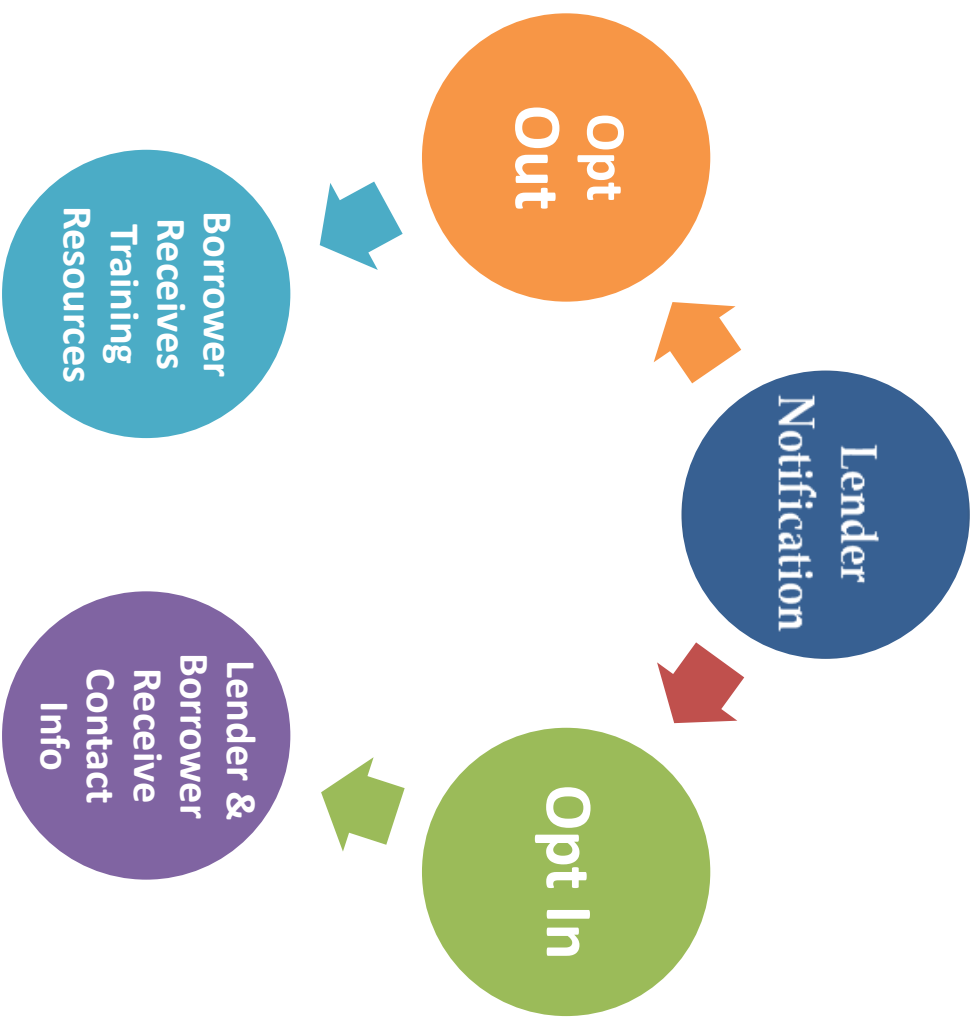 Lender
Notification
Opt
Out
Opt In
Borrower
Receives
Training
Resources
Lender &
Borrower
Receive
Contact
Info